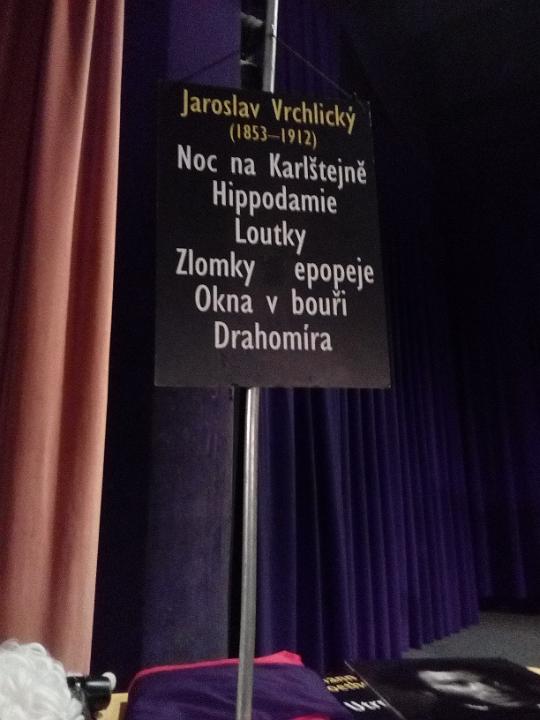 Jaroslav Vrchlický
(1853–1912)
Noc na Karlštejně
Hippodamie
Loutky
Zlomky epopeje
Okna v bouři
Drahomíra